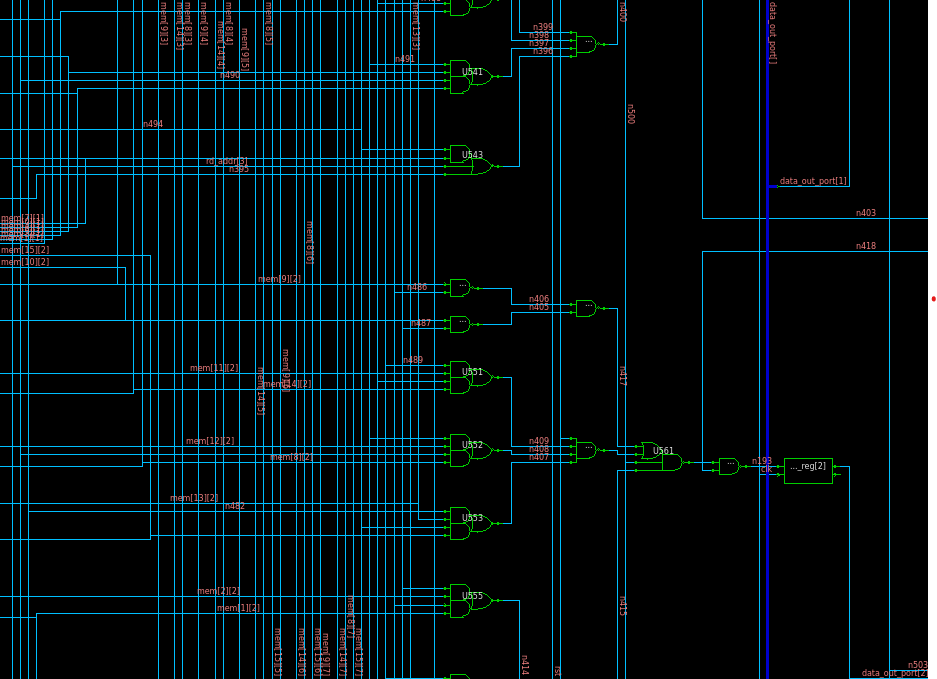 mem[9][3]
mem[14][3]
mem[8][3]
mem[9][4]
mem[14][4]
mem[8][4]
mem[9][5]
mem[8][5]
mem[13][3]
n399
n398
n397
n396
n400
data_out_port[]
n491
U541
n490
n494
n500
U543
rd_addr[3]
n395
data_out_port[1]
n403
mem[15][2]
mem[10][2]
mem[8][6]
n418
mem[9][2]
n486
...
n406
n405
...
n487
...
n489
mem[11][2]
U551
mem[14][2]
mem[9][6]
mem[14][5]
n417
mem[12][2]
U552
n409
n408
n407
...
U561
mem[8][2]
...
n193
clk
..._reg[2]
mem[13][2]
n482
U553
mem[2][2]
U555
mem[1][2]
mem[8][7]
n415
mem[15][5]
mem[14][6]
mem[15][6]
mem[9][7]
mem[14][7]
mem[15][7]
n414
rst
n503
data_out_port[2]